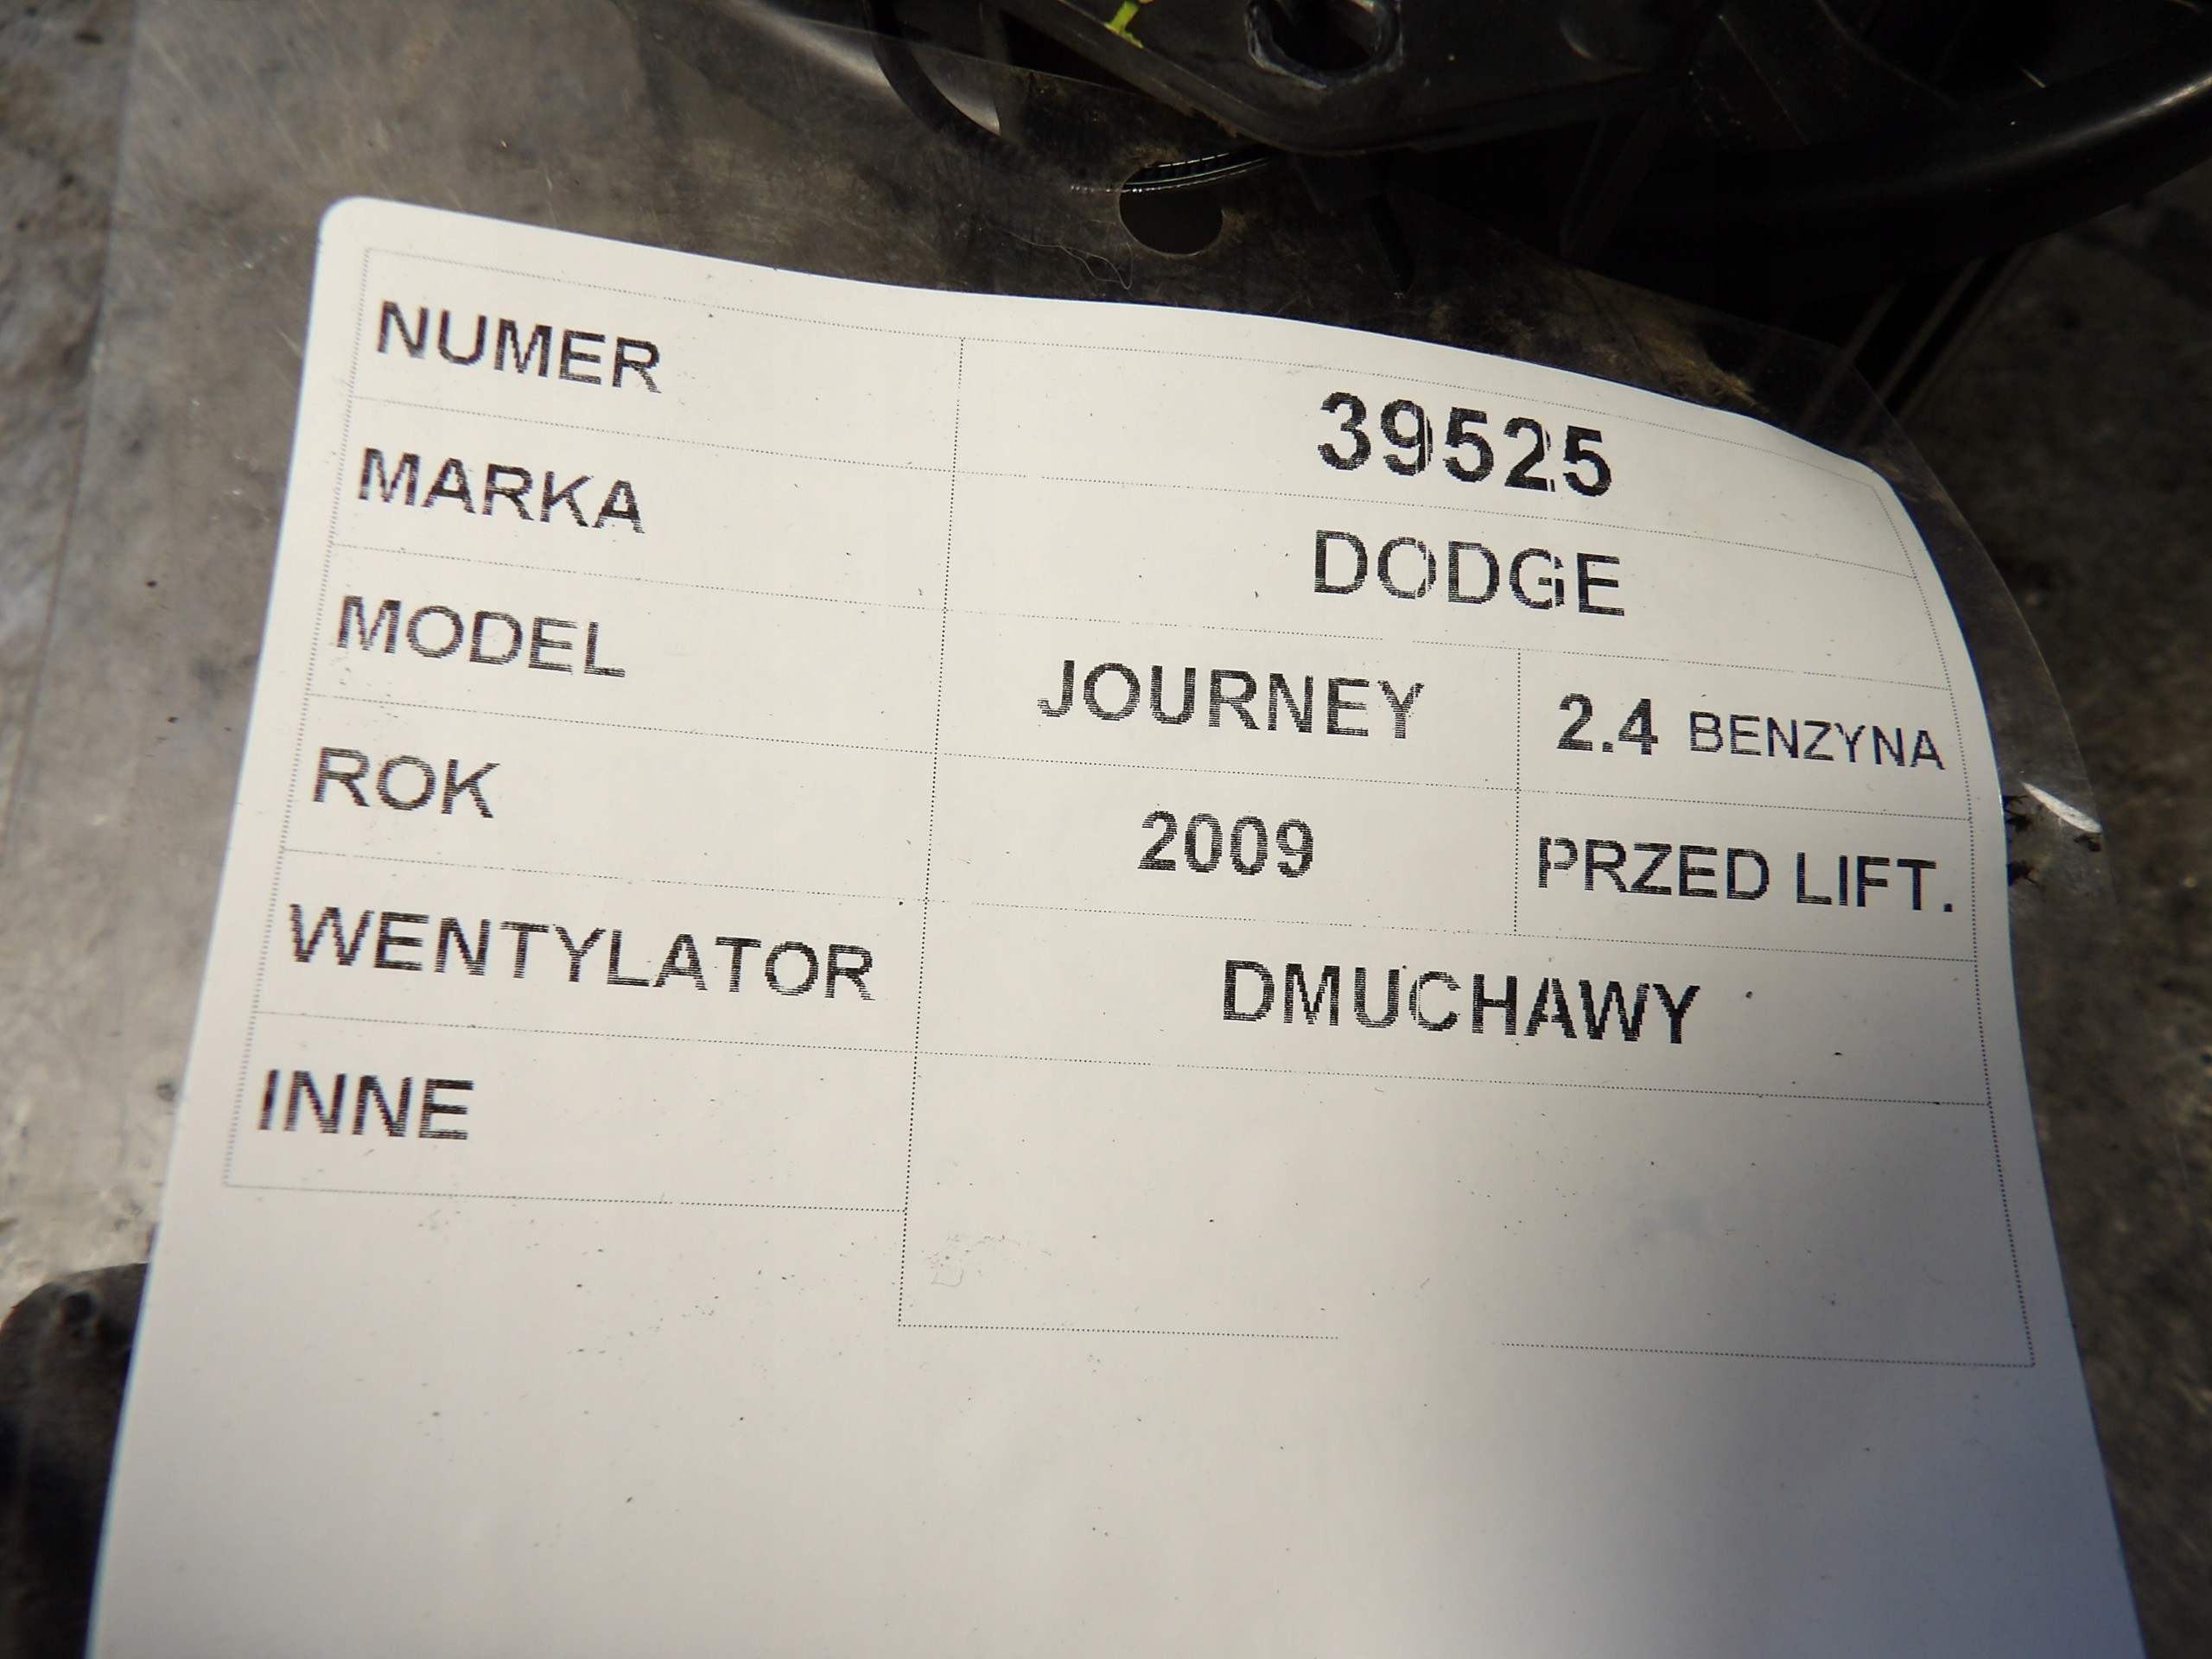 NUMER 39525
MARKA DODGE
MODEL JOURNEY 2.4 BENZYNA
ROK 2009 PRZED LIFT.
WENTYLATOR DMUCHAWY
INNE